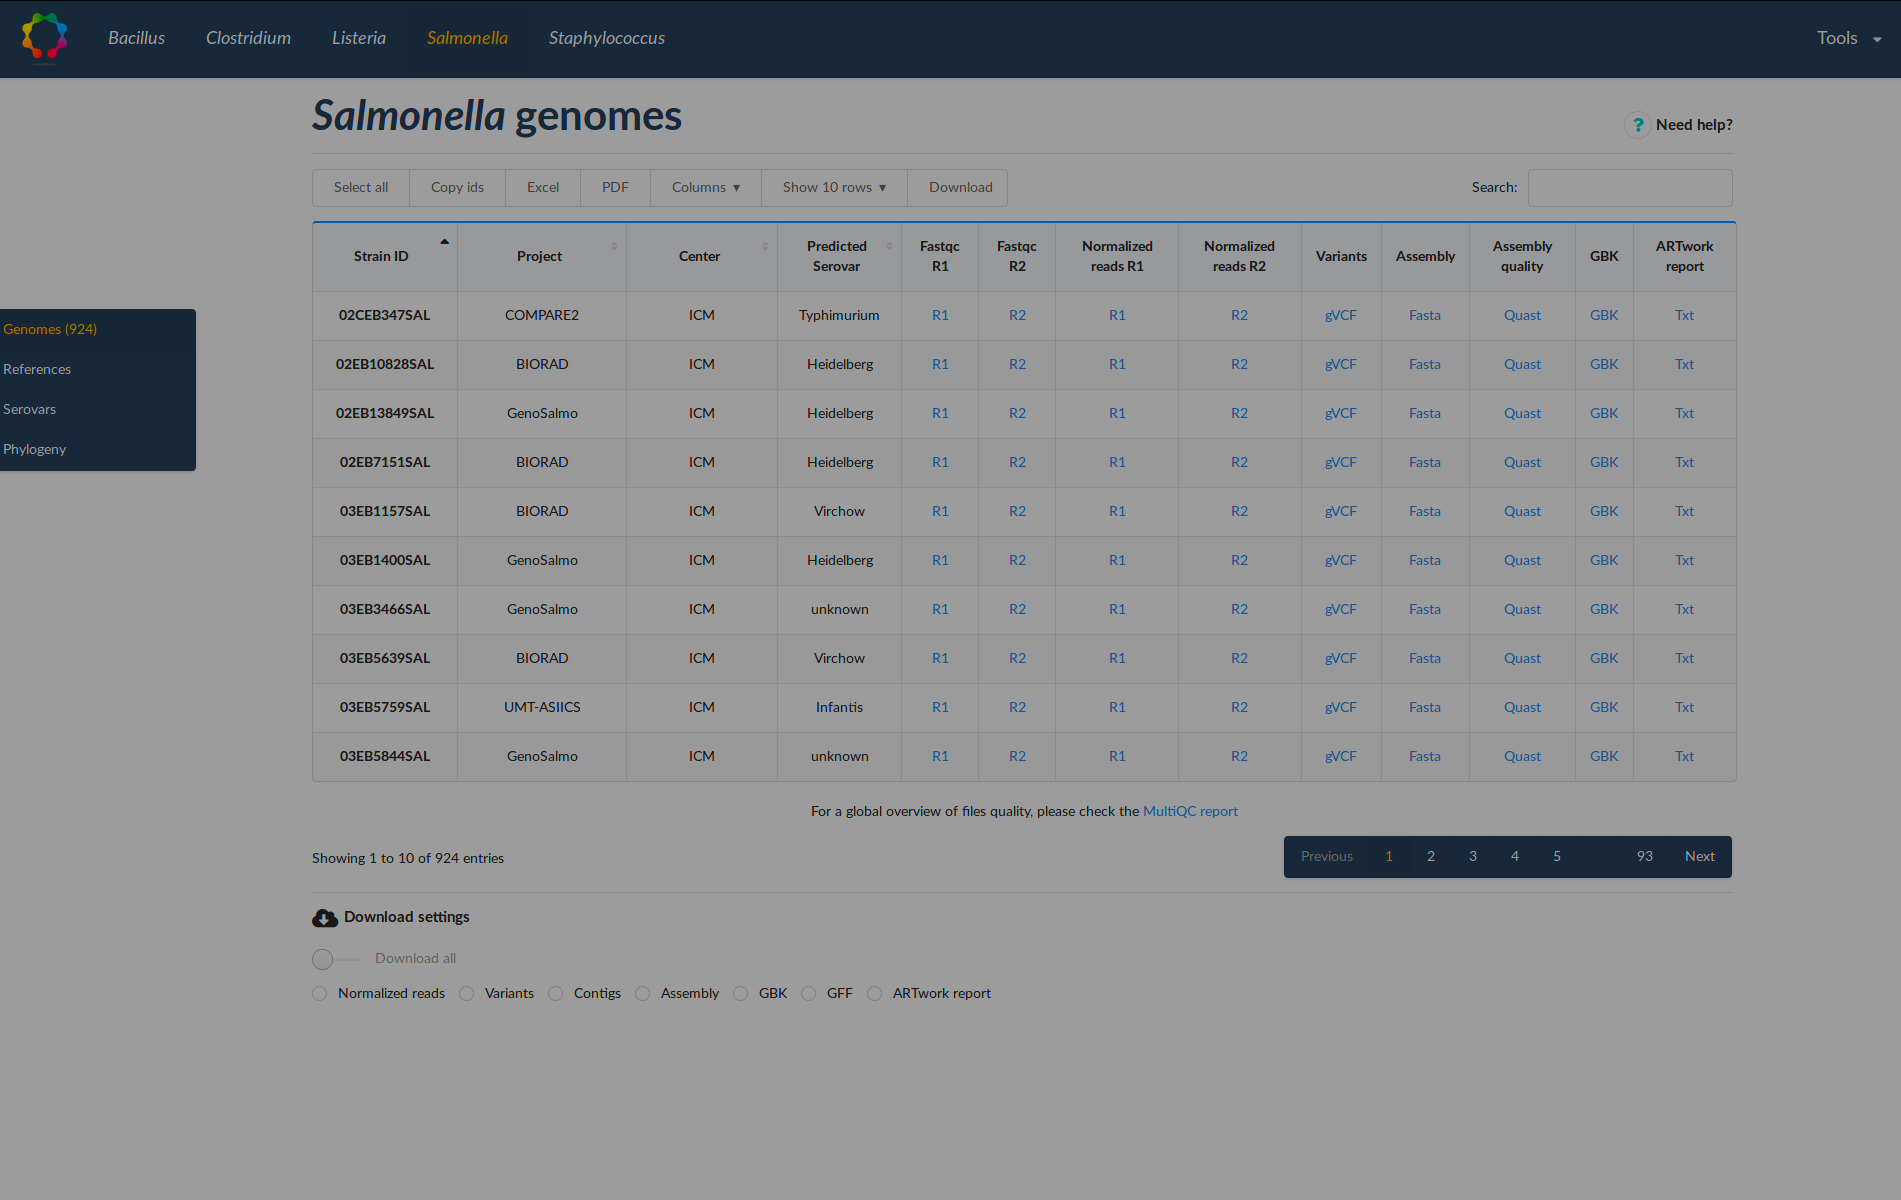 Bacillus Clostridium Listeria Salmonella Staphylococcus Tools
Salmonella genomes
Need help?
Select all Copy ids Excel PDF Columns ▼ Show 10 rows ▼ Download Search:
Strain ID Project Center Predicted Serovar Fastqc R1 Fastqc R2 Normalized reads R1 Normalized reads R2 Variants Assembly Assembly quality GBK ARTwork report
02CEB347SAL COMPARE2 ICM Typhimurium R1 R2 R1 R2 gVCF Fasta Quast GBK Txt
02EB10828SAL BIORAD ICM Heidelberg R1 R2 R1 R2 gVCF Fasta Quast GBK Txt
02EB13849SAL GenoSalmo ICM Heidelberg R1 R2 R1 R2 gVCF Fasta Quast GBK Txt
02EB7151SAL BIORAD ICM Heidelberg R1 R2 R1 R2 gVCF Fasta Quast GBK Txt
03EB1157SAL BIORAD ICM Virchow R1 R2 R1 R2 gVCF Fasta Quast GBK Txt
03EB1400SAL GenoSalmo ICM Heidelberg R1 R2 R1 R2 gVCF Fasta Quast GBK Txt
03EB3466SAL GenoSalmo ICM unknown R1 R2 R1 R2 gVCF Fasta Quast GBK Txt
03EB5639SAL BIORAD ICM Virchow R1 R2 R1 R2 gVCF Fasta Quast GBK Txt
03EB5759SAL UMT-ASIICS ICM Infantis R1 R2 R1 R2 gVCF Fasta Quast GBK Txt
03EB5844SAL GenoSalmo ICM unknown R1 R2 R1 R2 gVCF Fasta Quast GBK Txt
Genomes (924)
References
Serovars
Phylogeny
For a global overview of files quality, please check the MultiQC report
Showing 1 to 10 of 924 entries
Previous 1 2 3 4 5 93 Next
Download settings
Download all
Normalized reads Variants Contigs Assembly GBK GFF ARTwork report